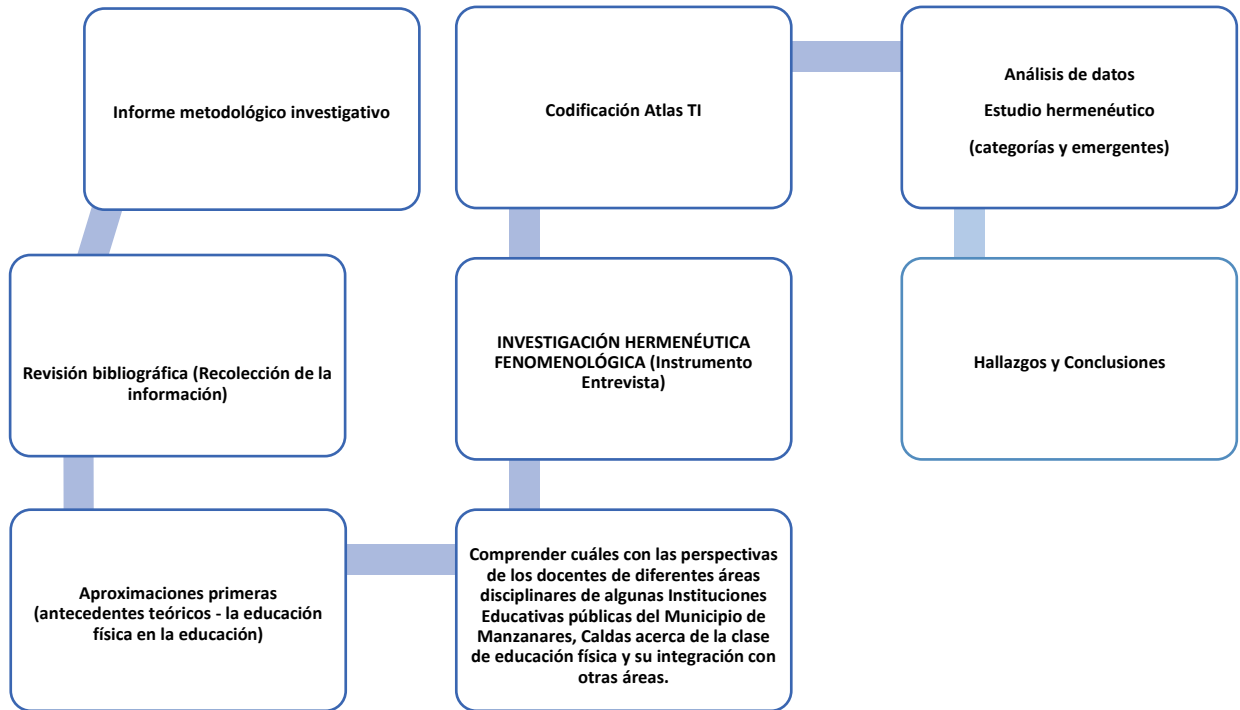 Informe metodológico investigativo
Revisión bibliográfica (Recolección de la
información)
Aproximaciones primeras
(antecedentes teóricos - la educación
física en la educación)
Comprender cuáles con las perspectivas
de los docentes de diferentes áreas
disciplinares de algunas Instituciones
Educativas públicas del Municipio de
Manzanares, Caldas acerca de la clase
de educación física y su integración con
otras áreas.
INVESTIGACIÓN HERMENÉUTICA
FENOMENOLÓGICA (Instrumento
Entrevista)
Codificación Atlas TI
Análisis de datos
Estudio hermenéutico
(categorías y emergentes)
Hallazgos y Conclusiones